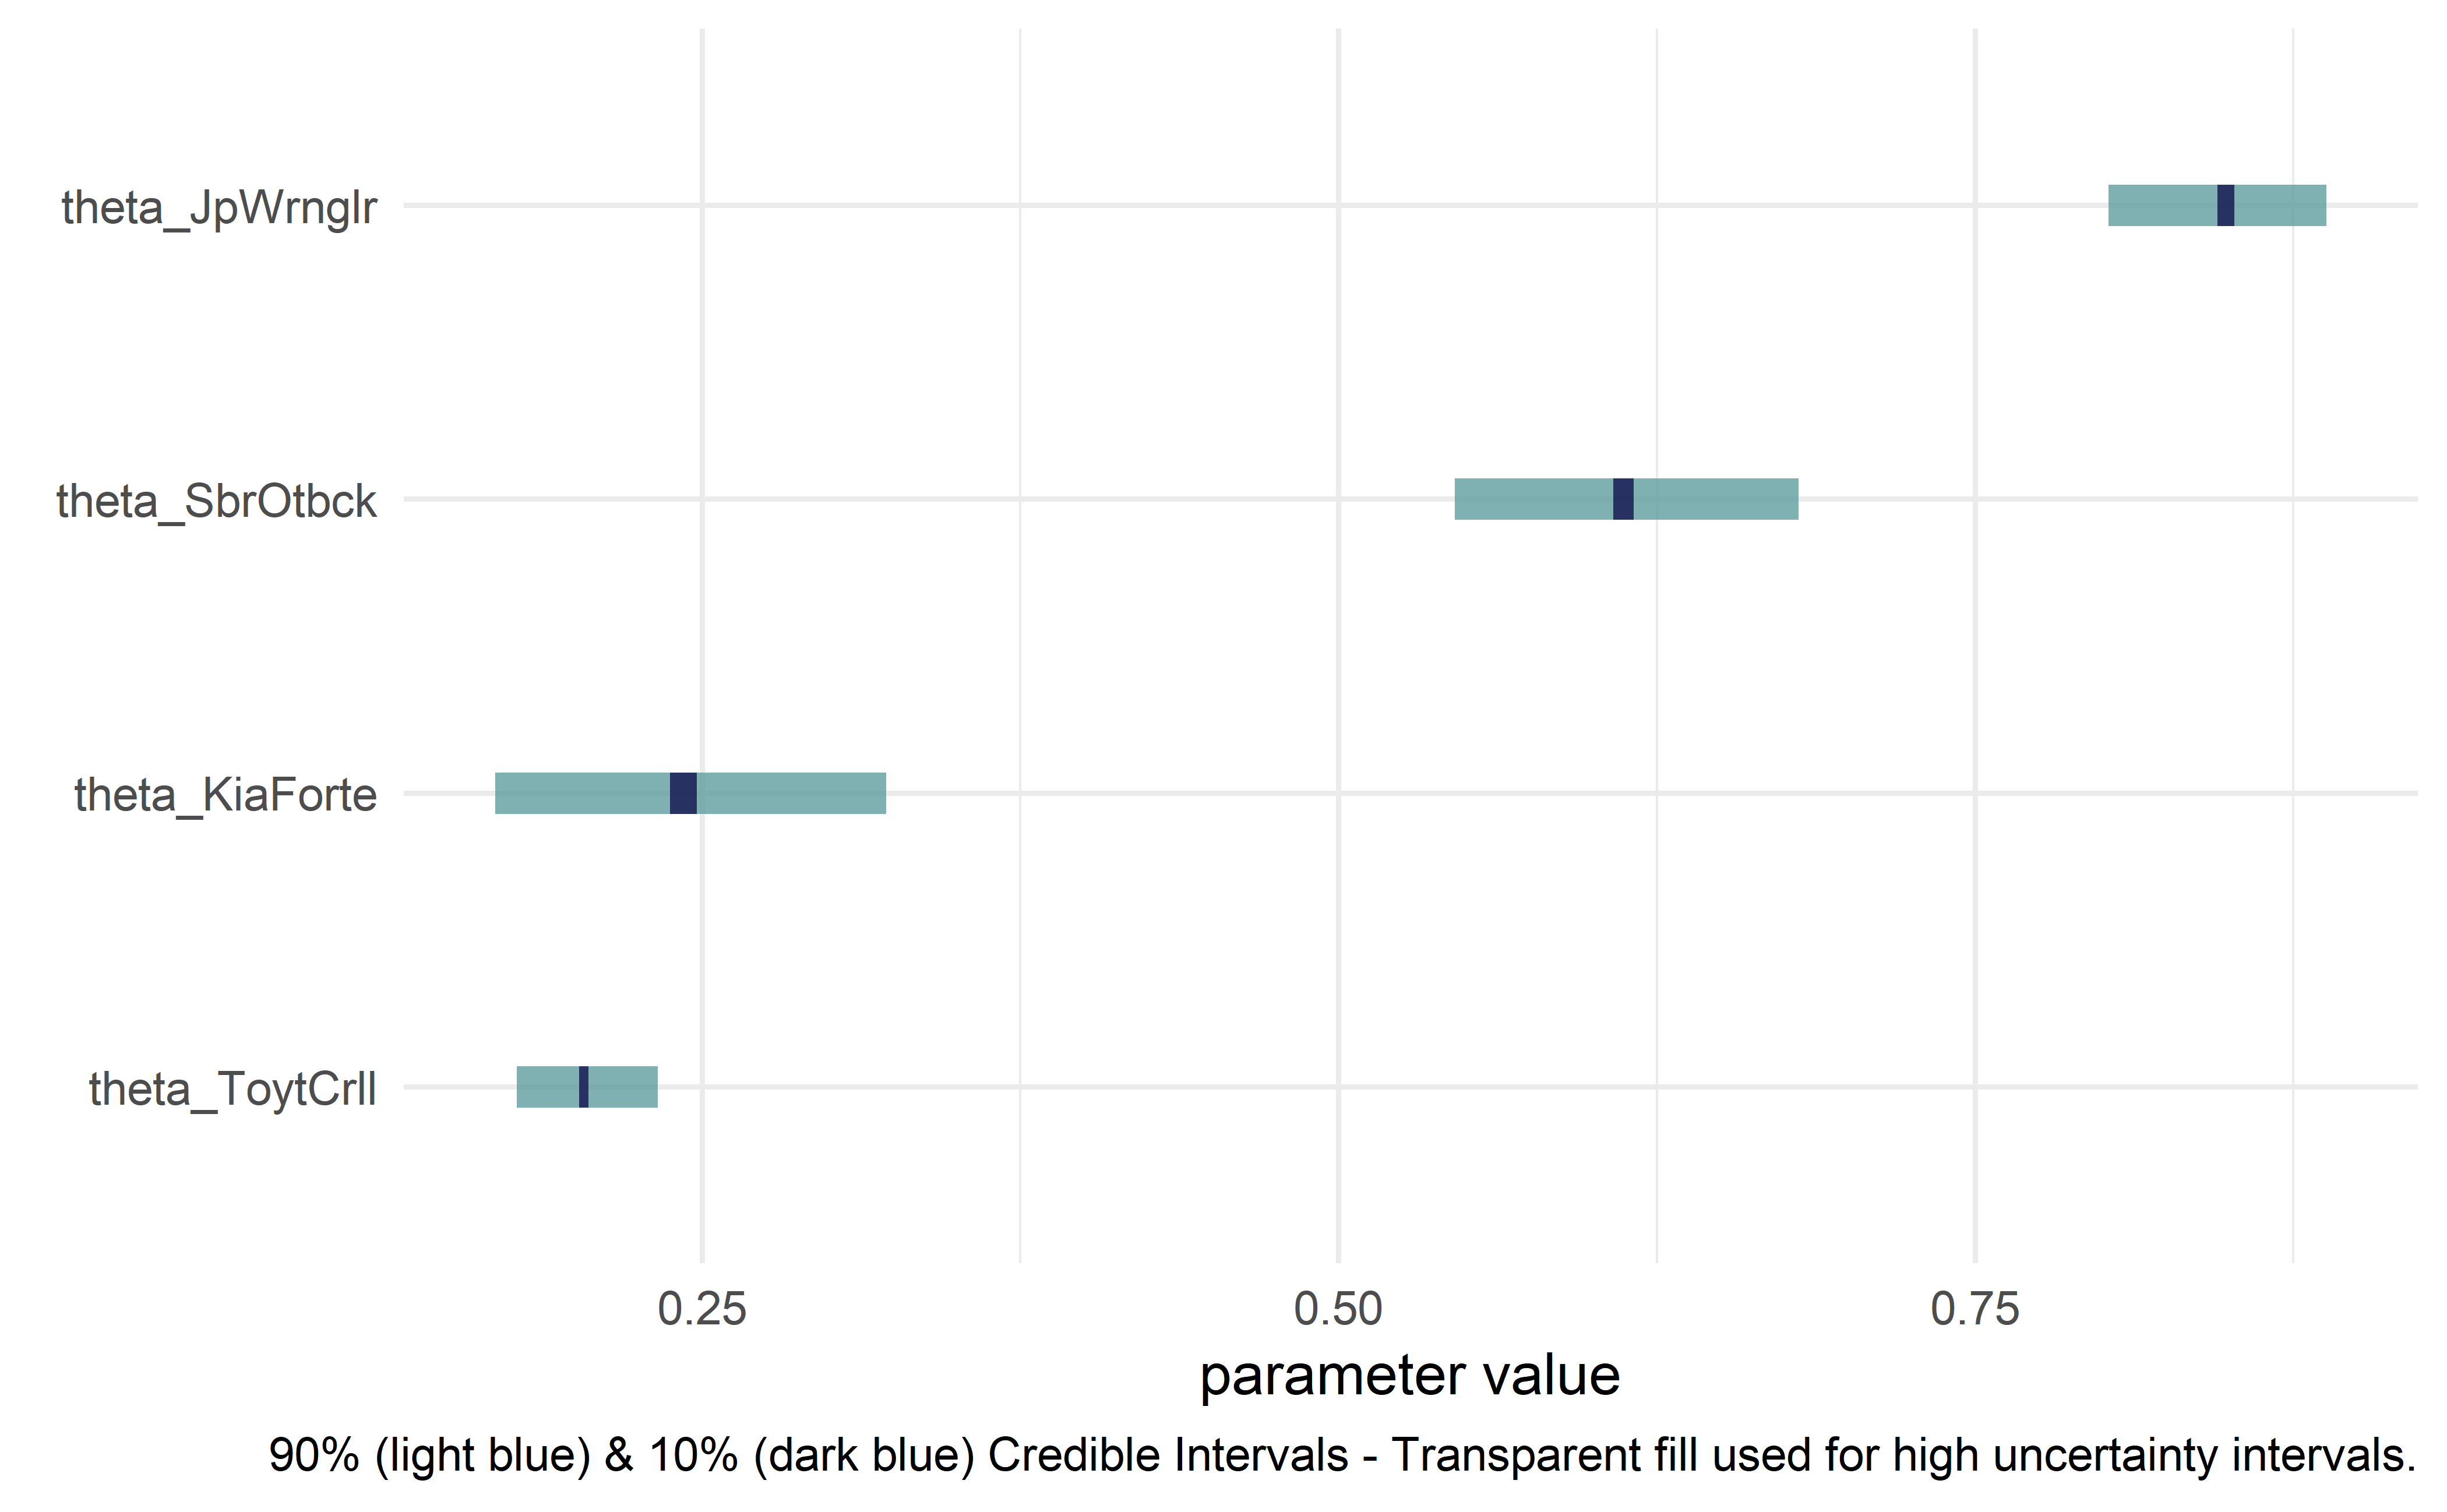 theta_JpWrnglr
theta_SbrOtbck
theta_KiaForte
theta_ToytCrll
0.25 0.50 0.75
parameter value
90% (light blue) & 10% (dark blue) Credible Intervals - Transparent fill used for high uncertainty intervals.